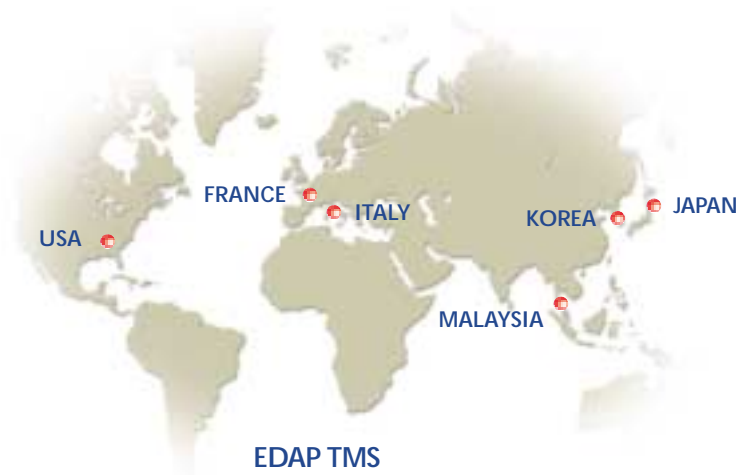 FRANCE
ITALY
KOREA
JAPAN
USA
MALAYSIA
EDAP TMS